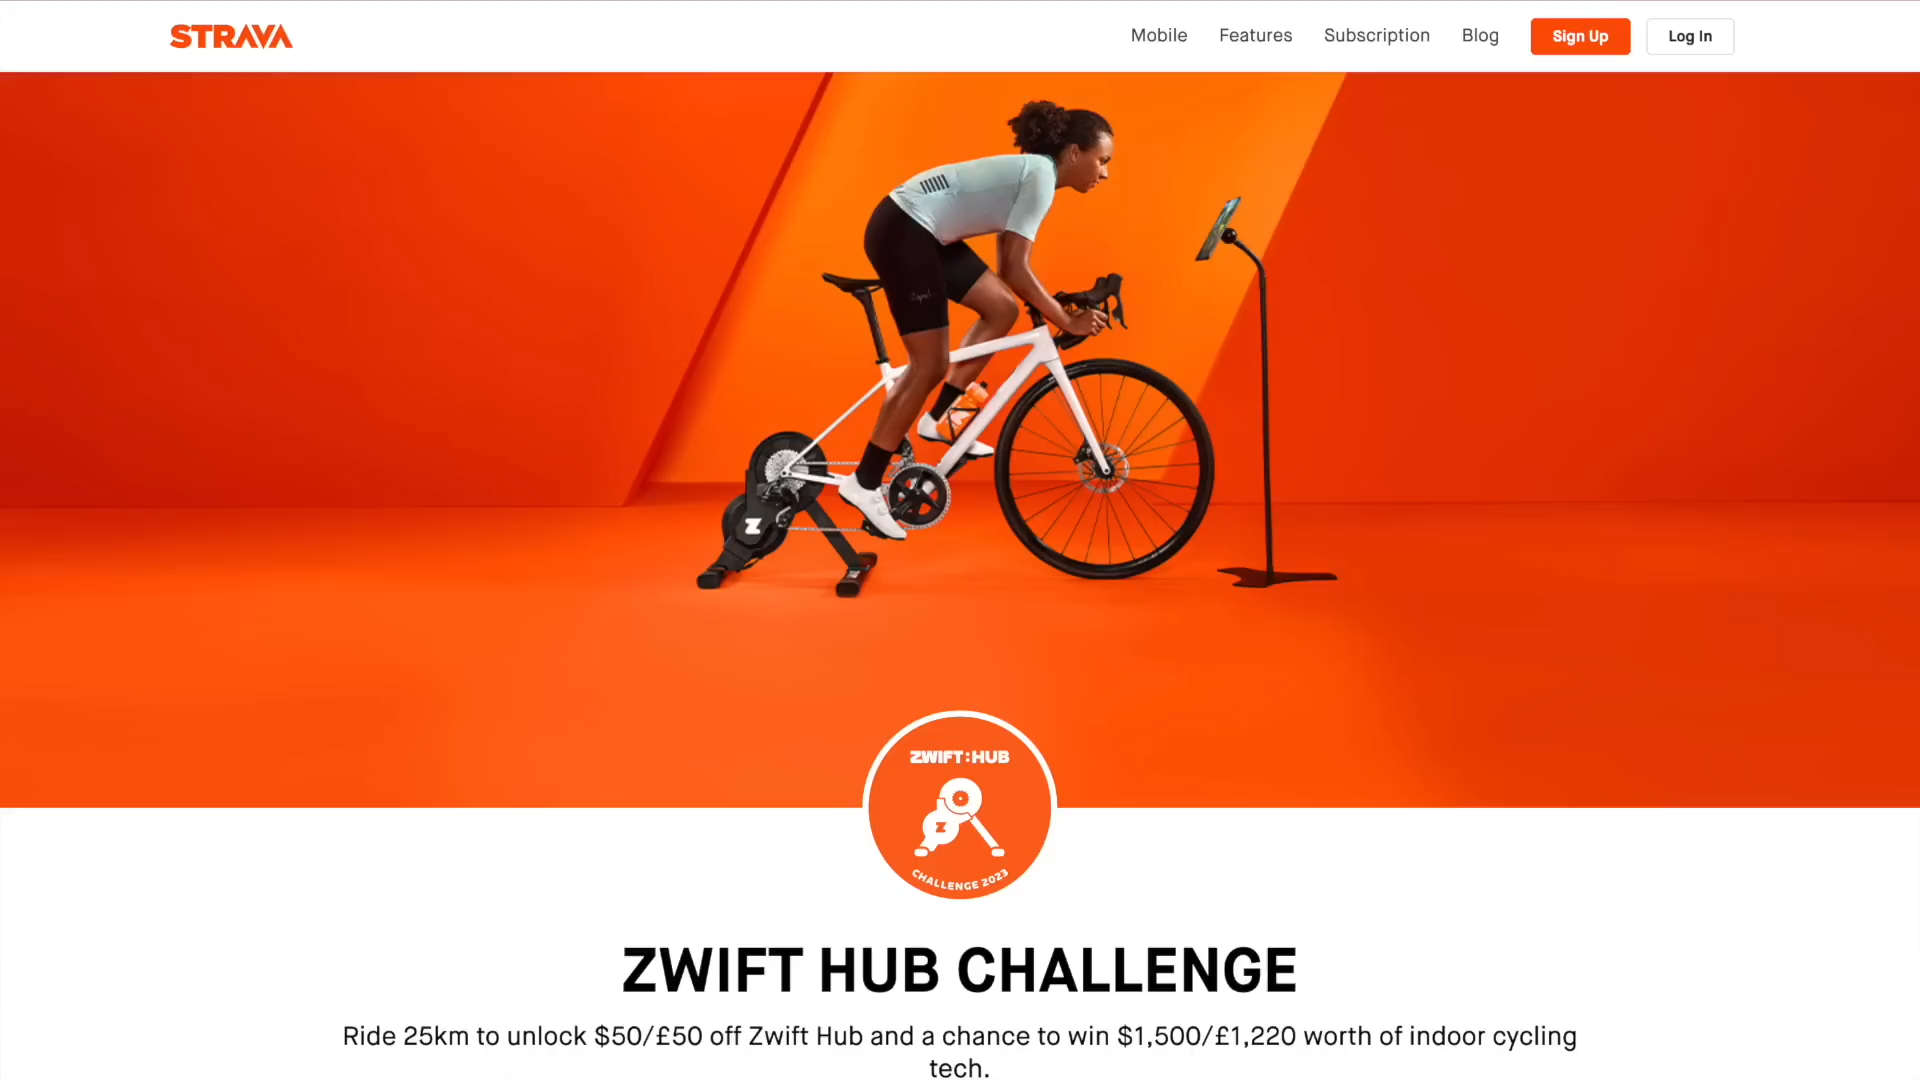 STRAVA
Mobile
Features
Subscription
Blog
Sign Up
Log In
Z
ZWIFT:HUB
Z
CHALLENGE 2023
ZWIFT HUB CHALLENGE
Ride 25km to unlock $50/£50 off Zwift Hub and a chance to win $1,500/£1,220 worth of indoor cycling
tech.